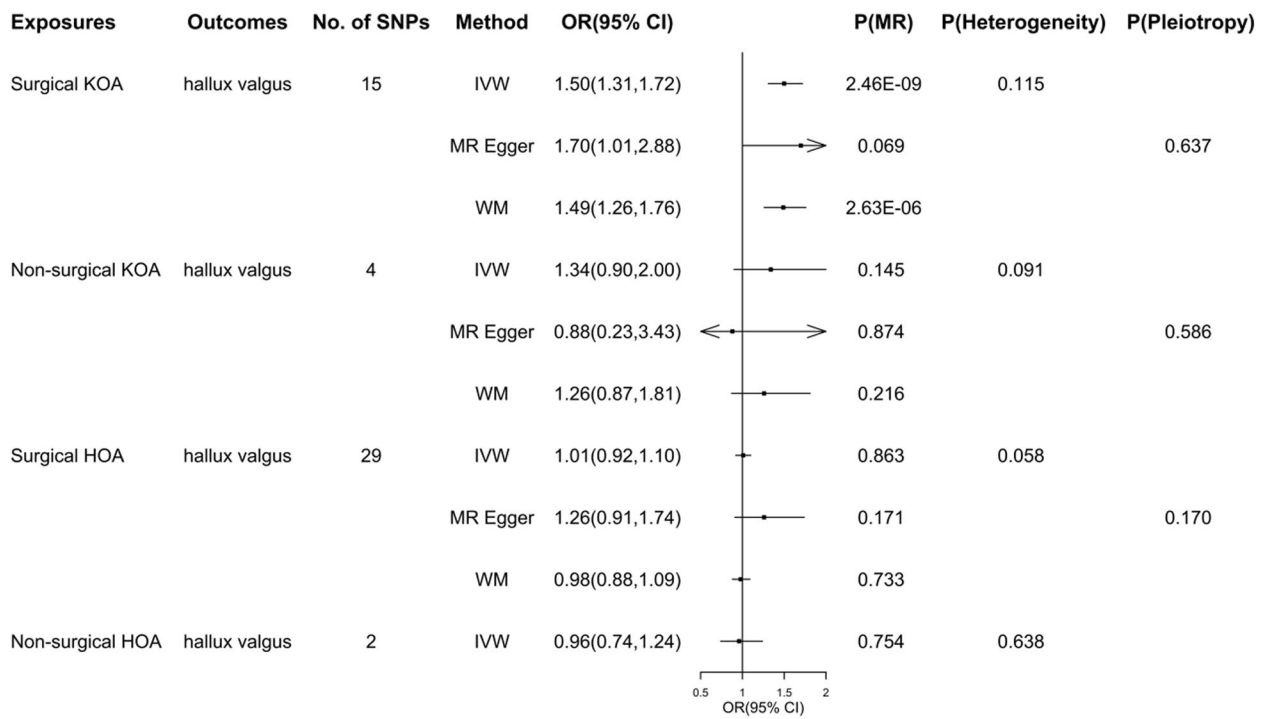 Exposures Outcomes No. of SNPs Method OR(95% CI) P(MR) P(Heterogeneity) P(Pleiotropy)
Surgical KOA hallux valgus 15 IVW 1.50(1.31,1.72) 2.46E-09 0.115
MR Egger 1.70(1.01,2.88) 0.069 0.637
WM 1.49(1.26,1.76) 2.63E-06
Non-surgical KOA hallux valgus 4 IVW 1.34(0.90,2.00) 0.145 0.091
MR Egger 0.88(0.23,3.43) 0.874 0.586
WM 1.26(0.87,1.81) 0.216
Surgical HOA hallux valgus 29 IVW 1.01(0.92,1.10) 0.863 0.058
MR Egger 1.26(0.91,1.74) 0.171 0.170
WM 0.98(0.88,1.09) 0.733
Non-surgical HOA hallux valgus 2 IVW 0.96(0.74,1.24) 0.754 0.638
0.5 1 1.5 2
OR(95% CI)